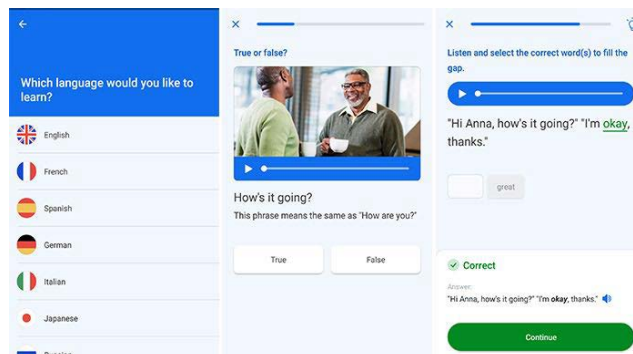 Which language would you like to
learn?
English
French
Spanish
German
Italian
Japanese
Russian
True or false?
How's it going?
This phrase means the same as "How are you?"
True
False
Listen and select the correct word(s) to fill the
gap.
"Hi Anna, how's it going?" "I'm okay,
thanks."
great
Correct
Answer:
"Hi Anna, how's it going?" "I'm okay, thanks."
Continue